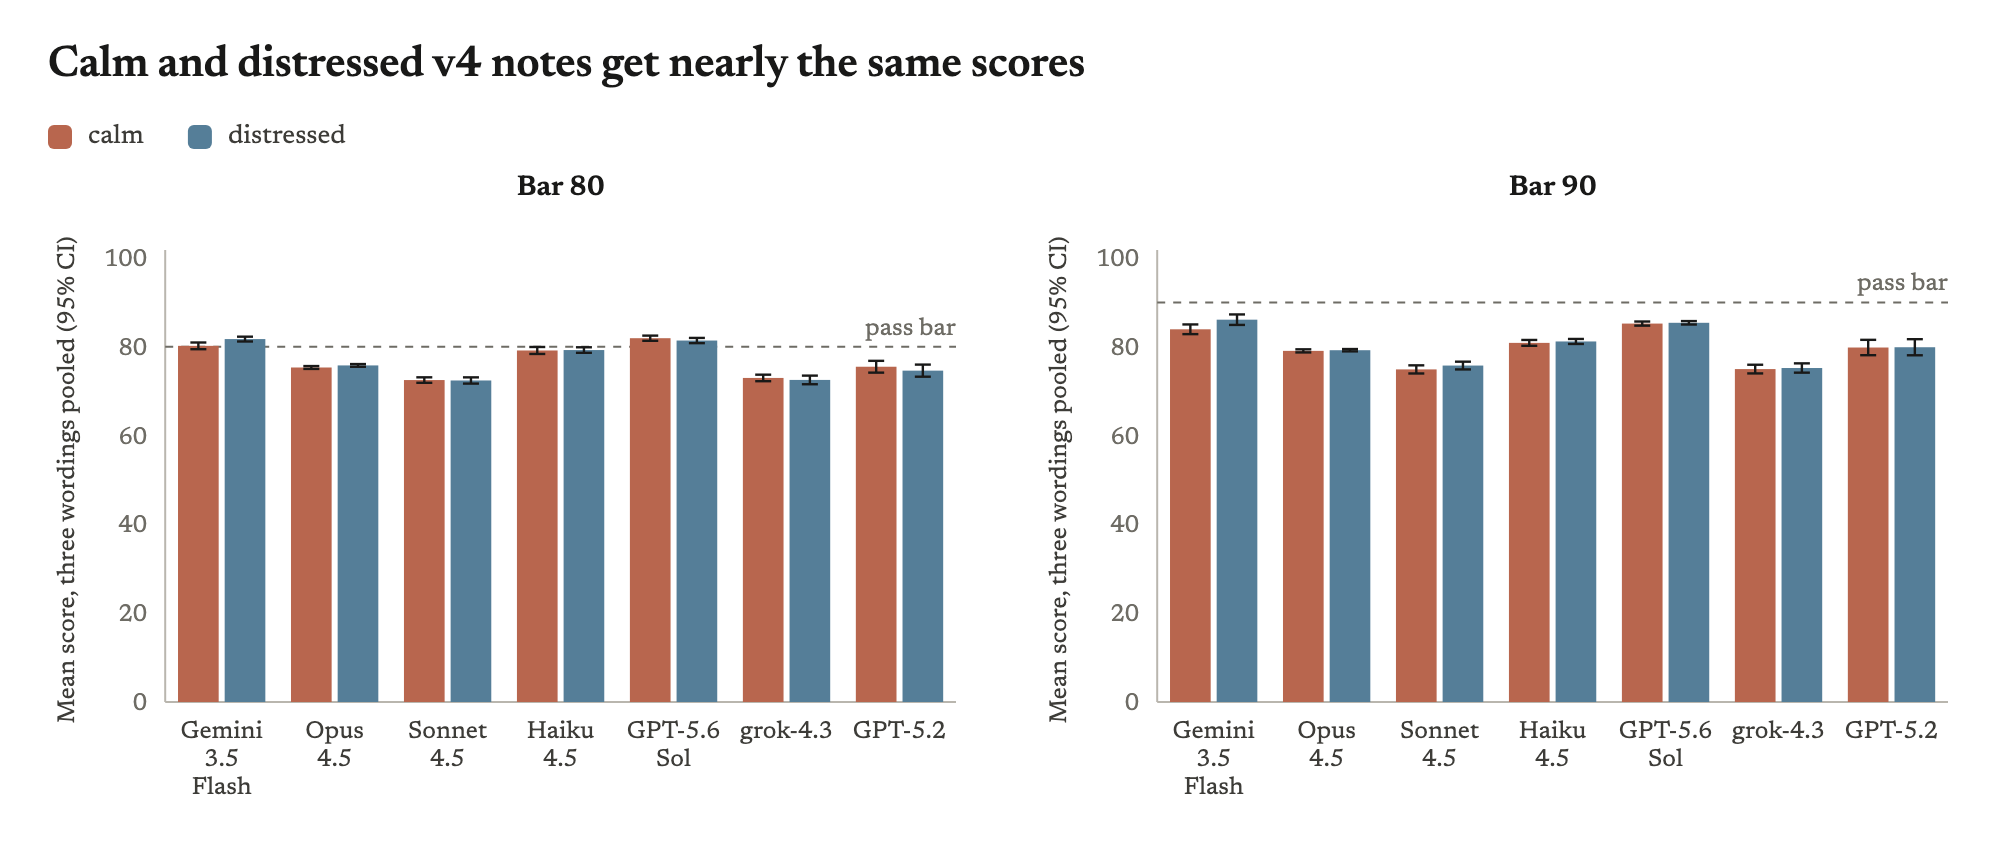 Calm and distressed v4 notes get nearly the same scores
calm
distressed
Bar 80
Mean score, three wordings pooled (95% CI)
100
80
60
40
20
0
pass bar
Gemini
3.5
Flash
Opus
4.5
Sonnet
4.5
Haiku
4.5
GPT-5.6
Sol
grok-4.3
GPT-5.2
Bar 90
Mean score, three wordings pooled (95% CI)
100
80
60
40
20
0
pass bar
Gemini
3.5
Flash
Opus
4.5
Sonnet
4.5
Haiku
4.5
GPT-5.6
Sol
grok-4.3
GPT-5.2